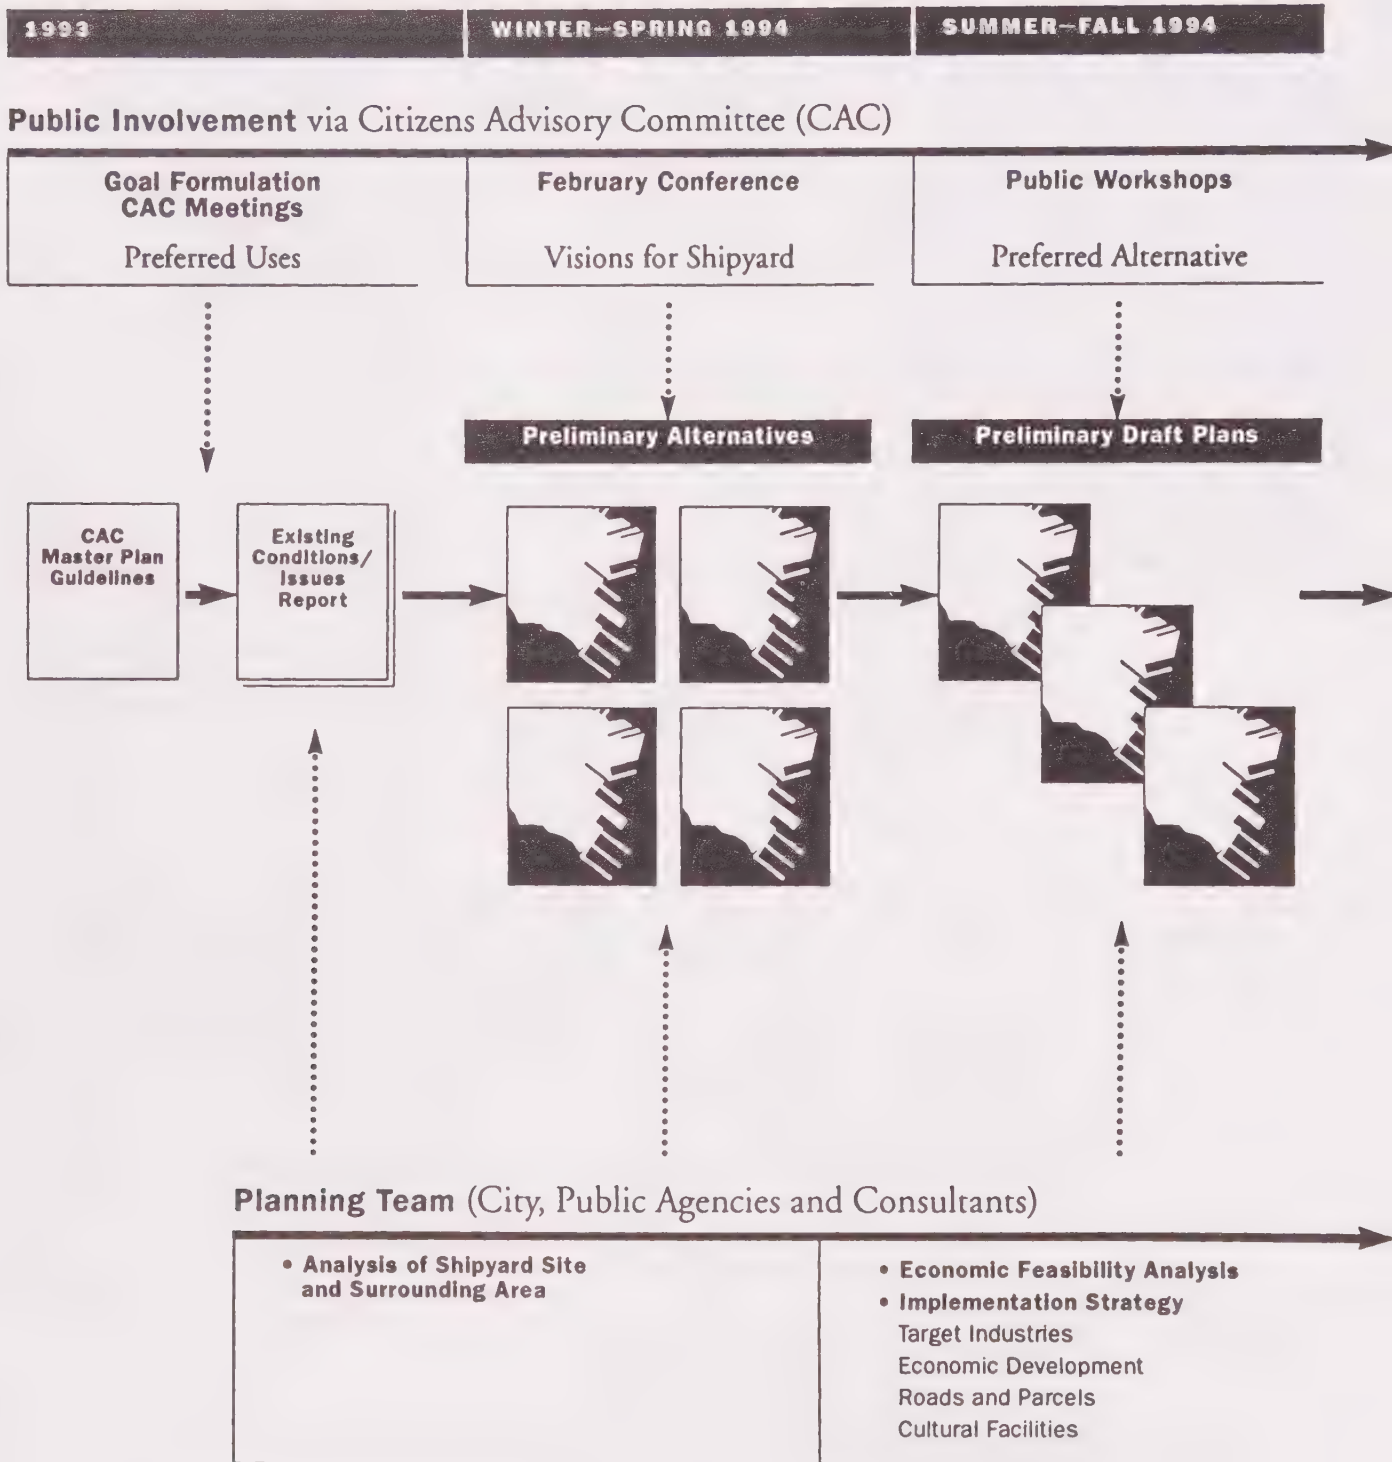 1993
WINTER–SPRING 1994
SUMMER–FALL 1994
Public Involvement via Citizens Advisory Committee (CAC)
Goal Formulation
CAC Meetings
Preferred Uses
February Conference
Visions for Shipyard
Public Workshops
Preferred Alternative
Preliminary Alternatives
Preliminary Draft Plans
CAC
Master Plan
Guidelines
Existing
Conditions/
Issues
Report
Planning Team (City, Public Agencies and Consultants)
• Analysis of Shipyard Site
and Surrounding Area
• Economic Feasibility Analysis
• Implementation Strategy
Target Industries
Economic Development
Roads and Parcels
Cultural Facilities